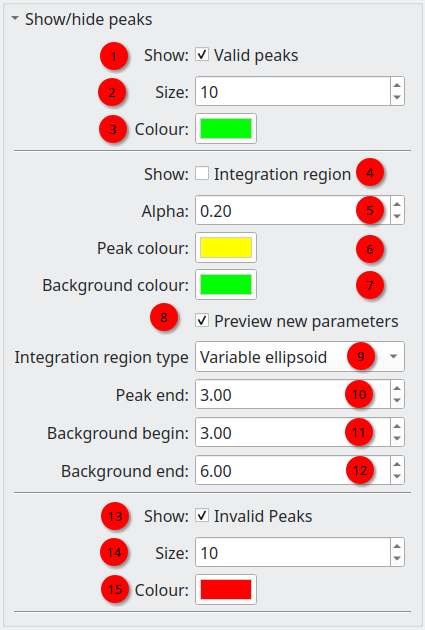 Show/hide peaks
1 Show: Valid peaks
2 Size: 10
3 Colour:
Show: Integration region 4
Alpha: 0.20 5
Peak colour: 6
Background colour: 7
8 Preview new parameters
Integration region type Variable ellipsoid 9
Peak end: 3.00 10
Background begin: 3.00 11
Background end: 6.00 12
13 Show: Invalid Peaks
14 Size: 10
15 Colour: